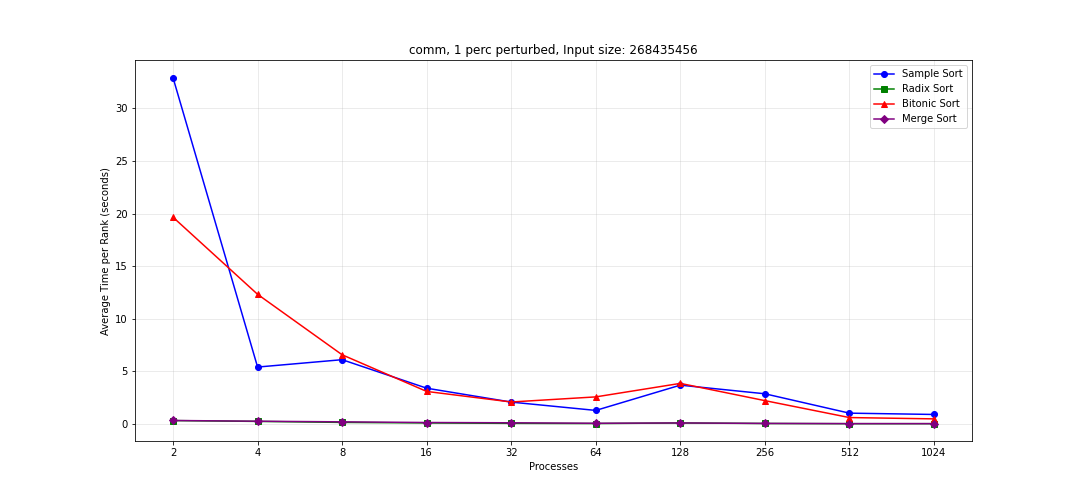 comm, 1 perc perturbed, Input size: 268435456
Sample Sort
Radix Sort
Bitonic Sort
Merge Sort
Average Time per Rank (seconds)
30
25
20
15
10
5
0
2 4 8 16 32 64 128 256 512 1024
Processes